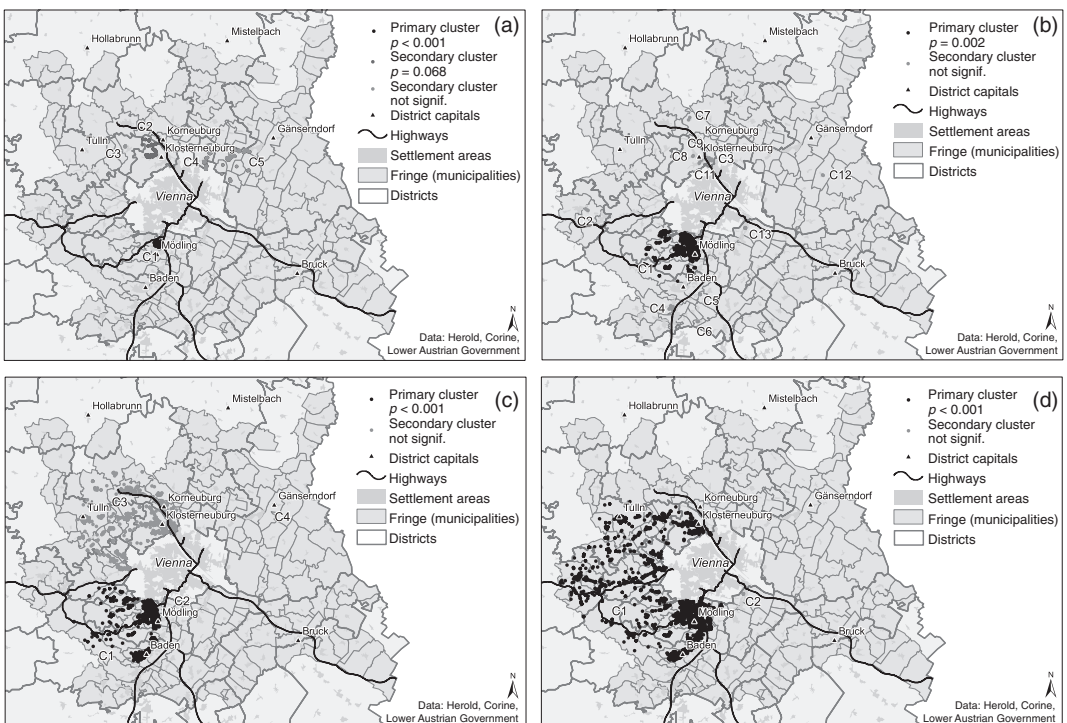 (a)
Primary cluster
p < 0.001
Secondary cluster
p = 0.068
Secondary cluster
not signif.
District capitals
Highways
Settlement areas
Fringe (municipalities)
Districts
Hollabrunn
Mistelbach
C2
Korneuburg
Tulln
C3
Klosterneuburg
Gänserndorf
C4
C5
Vienna
Mödling
C1
Baden
Bruck
N
Data: Herold, Corine,
Lower Austrian Government
(b)
Primary cluster
p = 0.002
Secondary cluster
not signif.
District capitals
Highways
Settlement areas
Fringe (municipalities)
Districts
Hollabrunn
Mistelbach
C7
Korneuburg
Tulln
C9
Klosterneuburg
Gänserndorf
C8
C3
C11
C12
Vienna
C2
C13
Mödling
C1
Baden
Bruck
C4
C5
C6
N
Data: Herold, Corine,
Lower Austrian Government
(c)
Primary cluster
p < 0.001
Secondary cluster
not signif.
District capitals
Highways
Settlement areas
Fringe (municipalities)
Districts
Hollabrunn
Mistelbach
C3
Korneuburg
Tulln
Klosterneuburg
Gänserndorf
C4
Vienna
C2
Mödling
Baden
C1
Bruck
N
Data: Herold, Corine,
Lower Austrian Government
(d)
Primary cluster
p < 0.001
Secondary cluster
not signif.
District capitals
Highways
Settlement areas
Fringe (municipalities)
Districts
Hollabrunn
Mistelbach
Korneuburg
Tulln
Klosterneuburg
Gänserndorf
Vienna
C1
C2
Mödling
Baden
Bruck
N
Data: Herold, Corine,
Lower Austrian Government